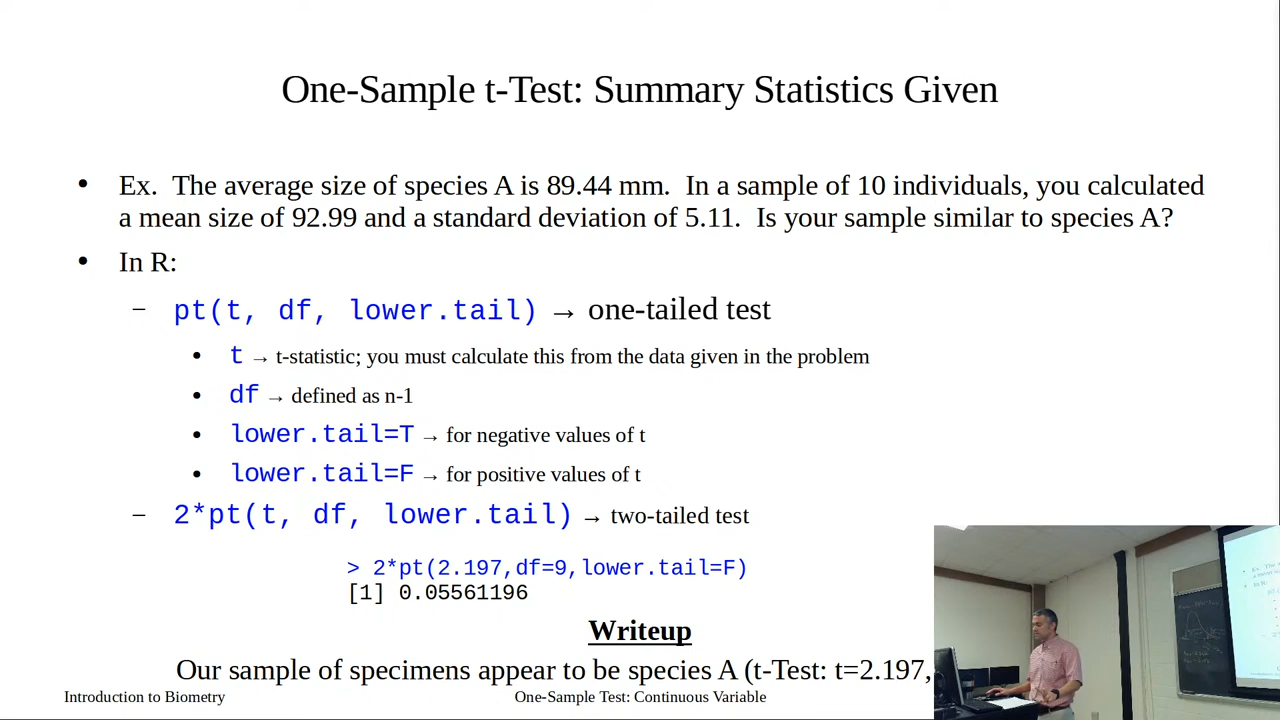 One-Sample t-Test: Summary Statistics Given
• Ex. The average size of species A is 89.44 mm. In a sample of 10 individuals, you calculated
a mean size of 92.99 and a standard deviation of 5.11. Is your sample similar to species A?
• In R:
– pt(t, df, lower.tail) → one-tailed test
• t → t-statistic; you must calculate this from the data given in the problem
• df → defined as n-1
• lower.tail=T → for negative values of t
• lower.tail=F → for positive values of t
– 2*pt(t, df, lower.tail) → two-tailed test
> 2*pt(2.197,df=9,lower.tail=F)
[1] 0.05561196
Writeup
Our sample of specimens appear to be species A (t-Test: t=2.197,
Introduction to Biometry
One-Sample Test: Continuous Variable